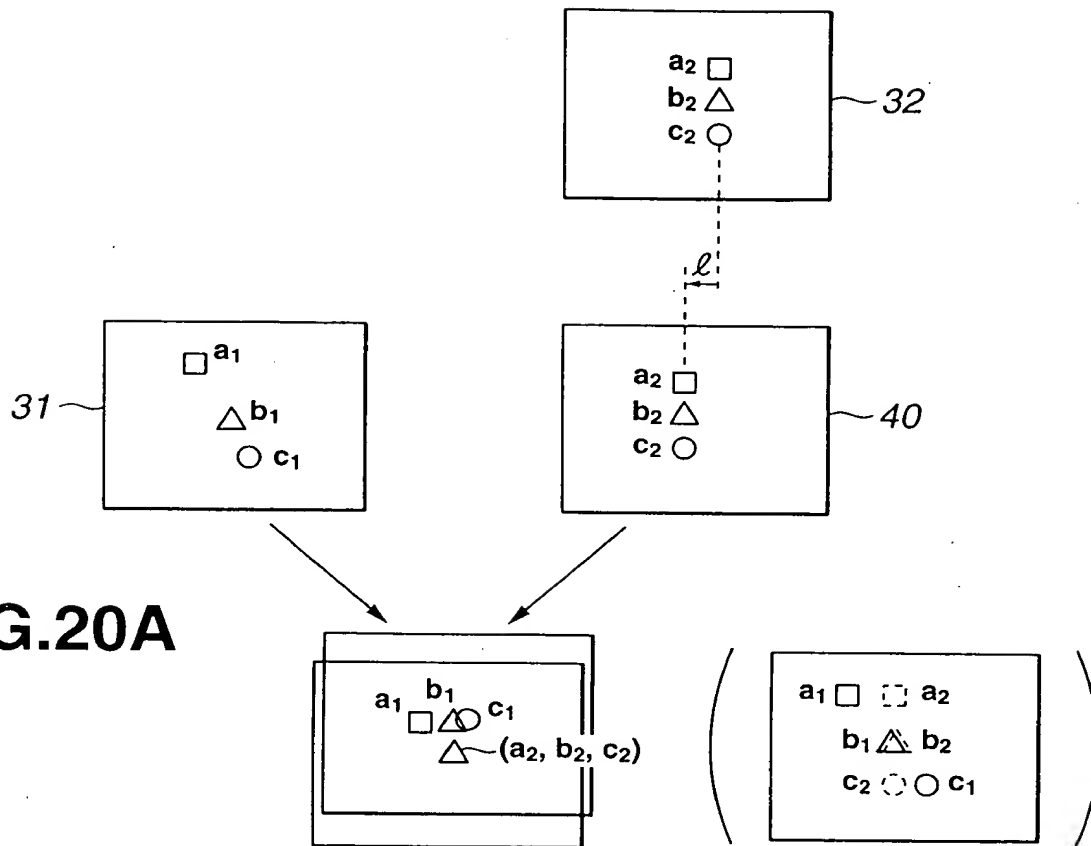 a₂
b₂
32
c₂
ℓ
a₁
31
b₁
c₁
a₂
b₂
40
c₂
G.20A
a₁ b₁ c₁
(a₂, b₂, c₂)
a₁ a₂
b₁ b₂
c₂ c₁